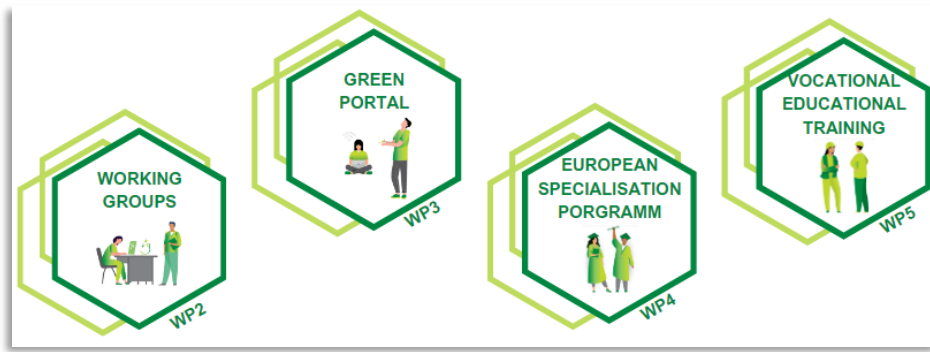 WORKING
GROUPS
WP2
GREEN
PORTAL
WP3
EUROPEAN
SPECIALISATION
PORGRAMM
WP4
VOCATIONAL
EDUCATIONAL
TRAINING
WP5